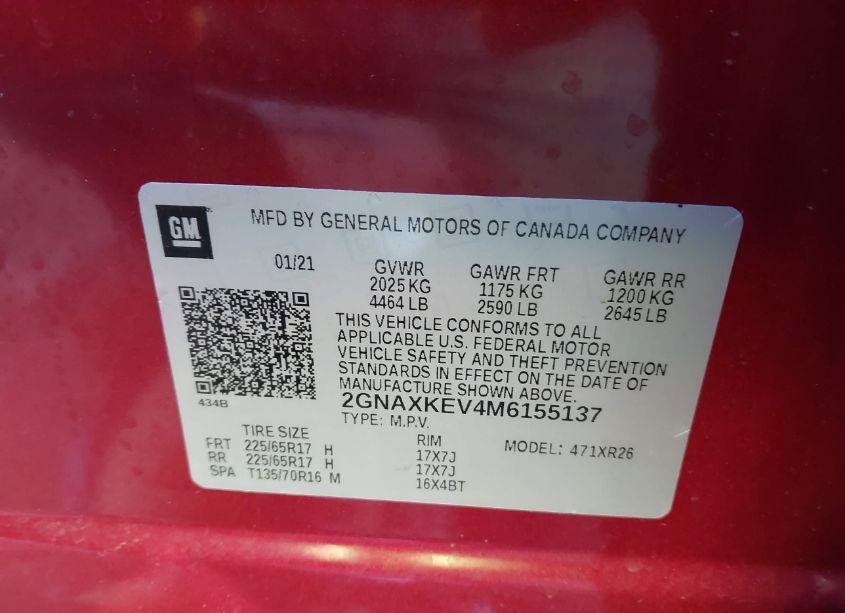 GM
MFD BY GENERAL MOTORS OF CANADA COMPANY
01/21 GVWR GAWR FRT GAWR RR
2025 KG 1175 KG 1200 KG
4464 LB 2590 LB 2645 LB
THIS VEHICLE CONFORMS TO ALL
APPLICABLE U.S. FEDERAL MOTOR
VEHICLE SAFETY AND THEFT PREVENTION
STANDARDS IN EFFECT ON THE DATE OF
MANUFACTURE SHOWN ABOVE.
434B
2GNAXKEV4M6155137
TYPE: M.P.V.
TIRE SIZE RIM MODEL: 471XR26
FRT 225/65R17 H 17X7J
RR 225/65R17 H 17X7J
SPA T135/70R16 M 16X4BT